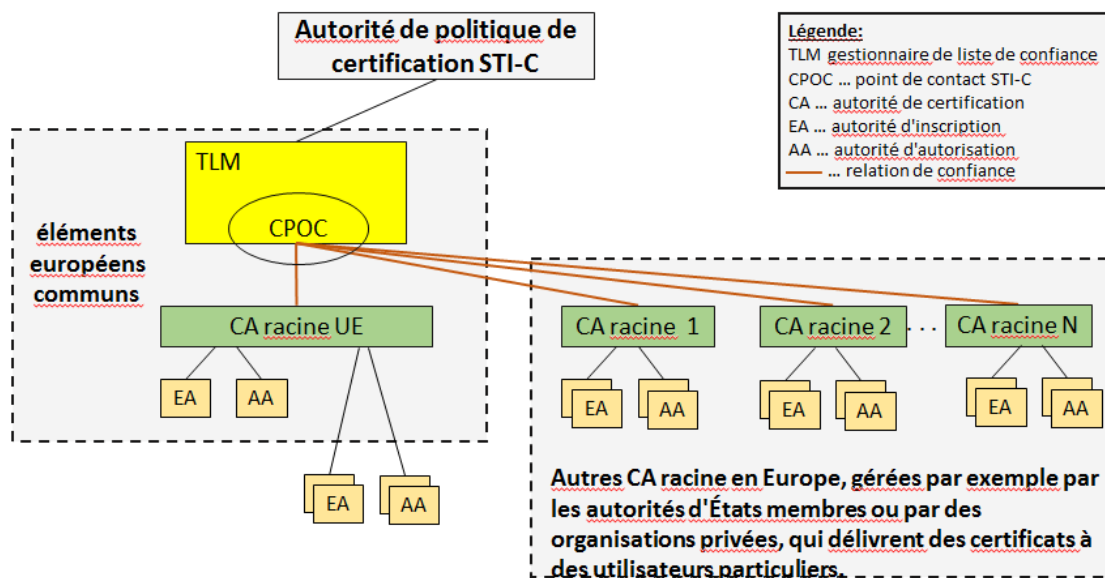 Autorité de politique de
certification STI-C
Légende:
TLM gestionnaire de liste de confiance
CPOC ... point de contact STI-C
CA ... autorité de certification
EA ... autorité d'inscription
AA ... autorité d'autorisation
... relation de confiance
TLM
CPOC
éléments
européens
communs
CA racine UE
EA
AA
EA
AA
CA racine 1
CA racine 2
...
CA racine N
EA
AA
EA
AA
EA
AA
Autres CA racine en Europe, gérées par exemple par
les autorités d'États membres ou par des
organisations privées, qui délivrent des certificats à
des utilisateurs particuliers.